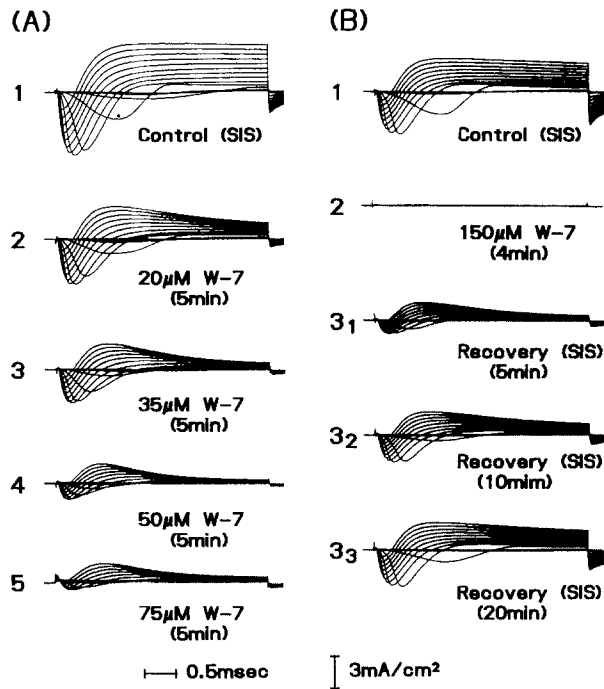 (A)
1
Control (SIS)
2
20µM W-7
(5min)
3
35µM W-7
(5min)
4
50µM W-7
(5min)
5
75µM W-7
(5min)
0.5msec
(B)
1
Control (SIS)
2
150µM W-7
(4min)
3₁
Recovery (SIS)
(5min)
3₂
Recovery (SIS)
(10mim)
3₃
Recovery (SIS)
(20min)
3mA/cm²